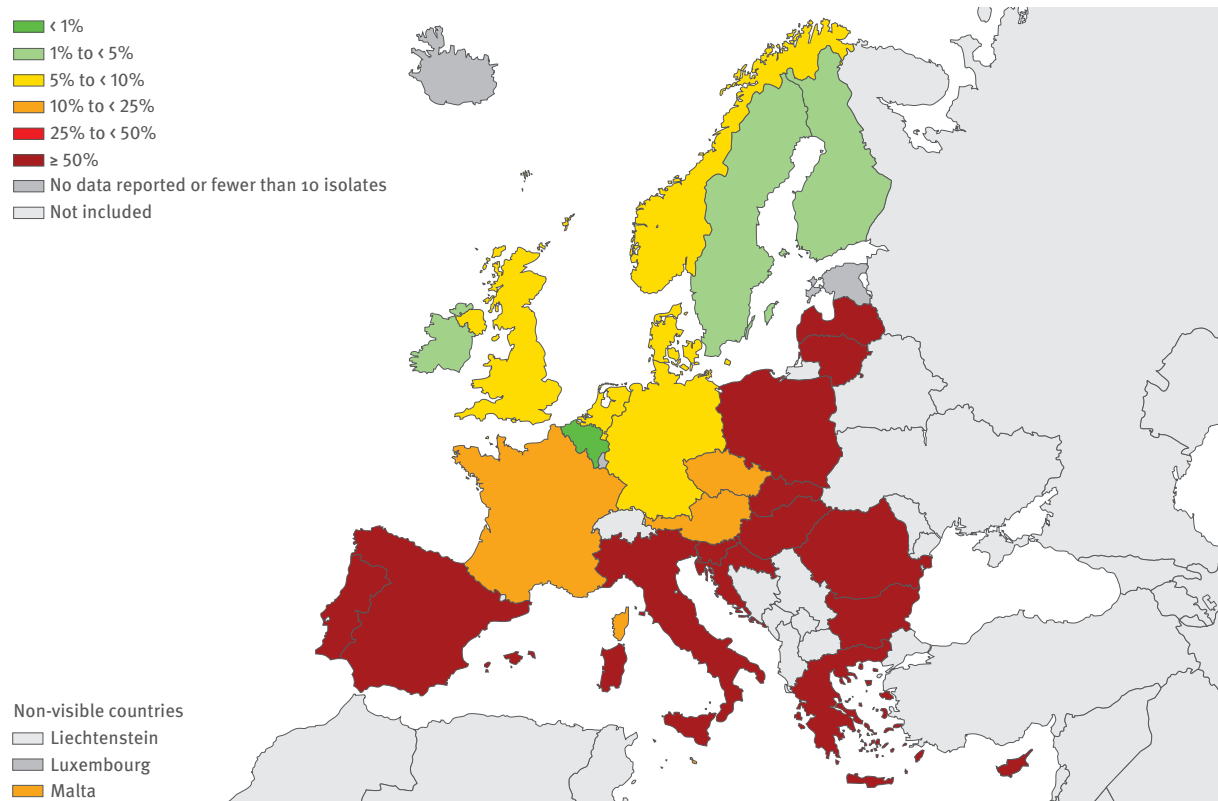 < 1%
1% to < 5%
5% to < 10%
10% to < 25%
25% to < 50%
≥ 50%
No data reported or fewer than 10 isolates
Not included
Non-visible countries
Liechtenstein
Luxembourg
Malta